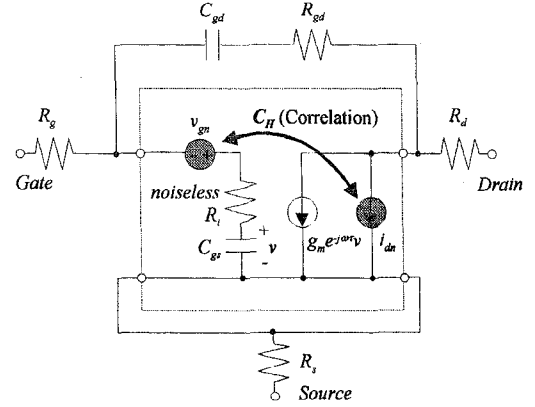 C_gd
R_gd
R_g
v_gn
C_H (Correlation)
R_d
- +
Gate
noiseless
Drain
R_i
+
C_gs
v
g_m e^-jωτ v
i_dn
-
R_s
Source